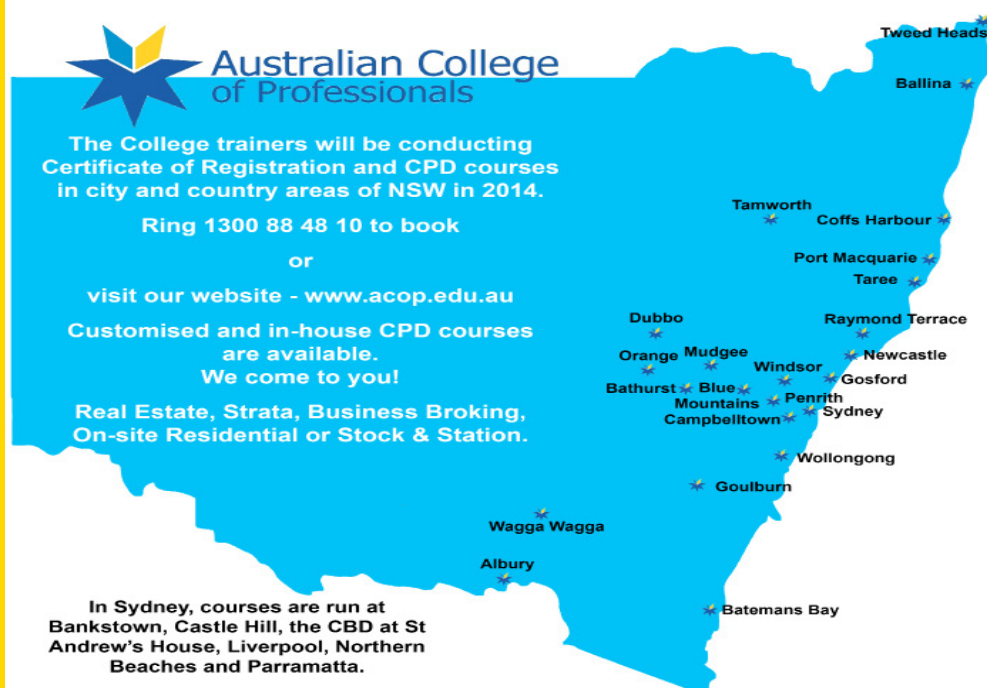 Australian College
of Professionals
The College trainers will be conducting
Certificate of Registration and CPD courses
in city and country areas of NSW in 2014.
Ring 1300 88 48 10 to book
or
visit our website - www.acop.edu.au
Customised and in-house CPD courses
are available.
We come to you!
Real Estate, Strata, Business Broking,
On-site Residential or Stock & Station.
Tweed Heads
Ballina
Tamworth
Coffs Harbour
Port Macquarie
Taree
Dubbo
Raymond Terrace
Orange
Mudgee
Newcastle
Windsor
Gosford
Bathurst
Blue
Mountains
Penrith
Sydney
Campbelltown
Wollongong
Goulburn
Wagga Wagga
Albury
Batemans Bay
In Sydney, courses are run at
Bankstown, Castle Hill, the CBD at St
Andrew's House, Liverpool, Northern
Beaches and Parramatta.